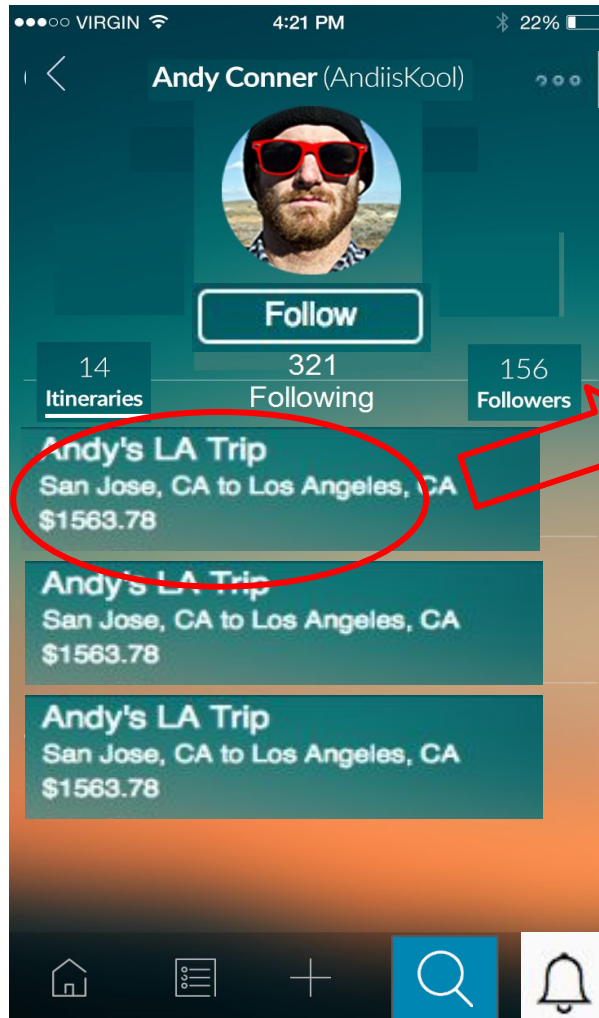 VIRGIN 4:21 PM 22%
Andy Conner (AndiisKool)
Follow
14 321 156
Itineraries Following Followers
Andy's LA Trip
San Jose, CA to Los Angeles, CA
$1563.78
Andy's LA Trip
San Jose, CA to Los Angeles, CA
$1563.78
Andy's LA Trip
San Jose, CA to Los Angeles, CA
$1563.78